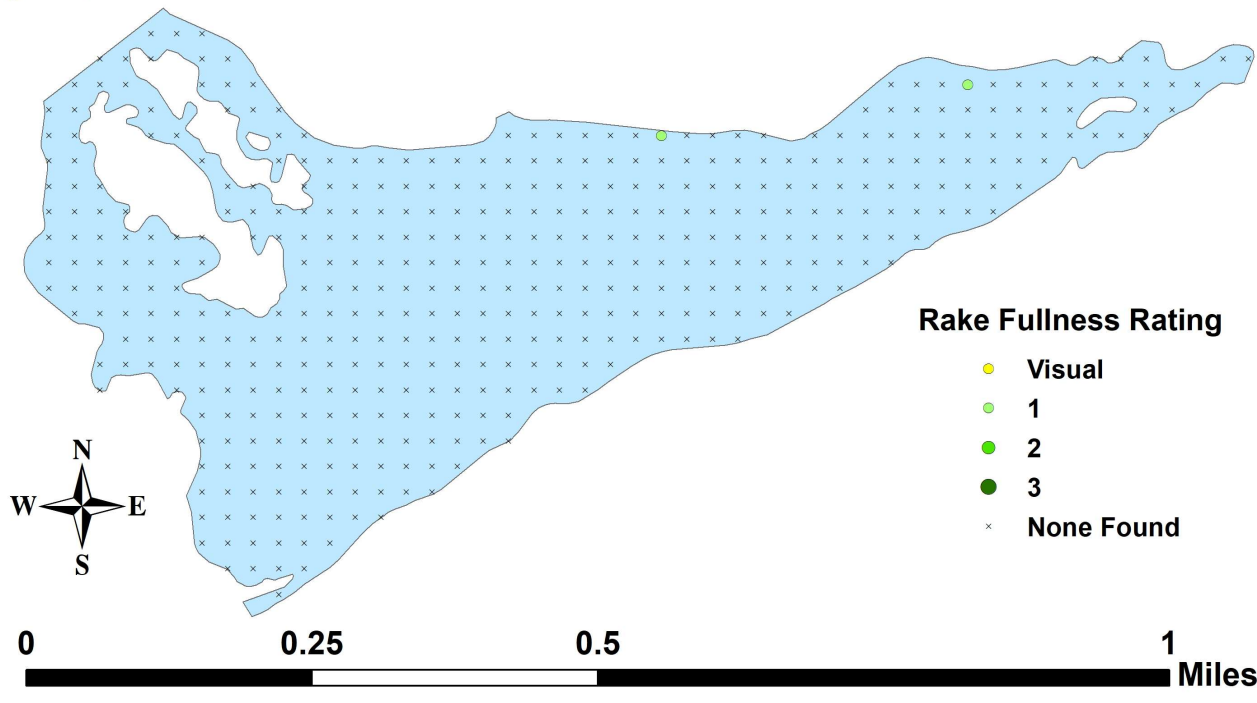 Rake Fullness Rating
Visual
1
2
3
None Found
N
W E
S
0 0.25 0.5 1
Miles